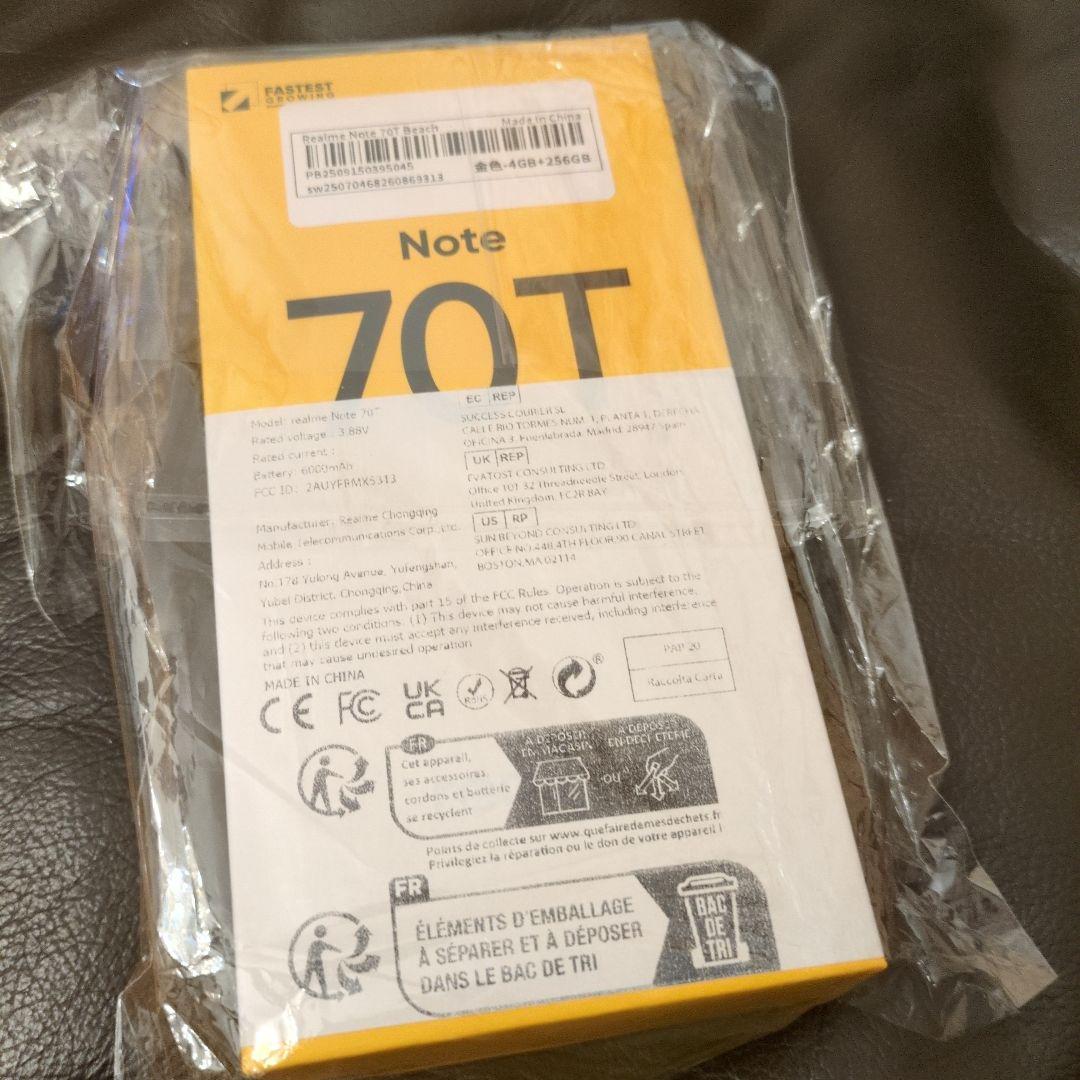 FASTEST
GROWING
Realme Note 70T Beach Made in China
PB2509150395045 金色-4GB+256GB
sw25070468260869313
Note
70T
Model: realme Note 70T
Rated voltage : 3.88V
Rated current :
Battery: 6000mAh
FCC ID: 2AUYFRMX5313
Manufacturer: Realme Chongqing
Mobile Telecommunications Corp.,Ltd.
Address :
No.178 Yulong Avenue, Yufengshan,
Yubei District, Chongqing,China
EC REP
SUCCESS COURIER SL
CALLE RIO TORMES NUM. 1, PLANTA 1, DERECHA,
OFICINA 3, Fuenlabrada, Madrid, 28947 Spain
UK REP
EVATOST CONSULTING LTD
Office 101 32 Threadneedle Street, London,
United Kingdom, EC2R 8AY
US RP
SUN BEYOND CONSULTING LTD
OFFICE NO.448,4TH FLOOR,90 CANAL STREET
BOSTON,MA 02114
This device complies with part 15 of the FCC Rules. Operation is subject to the
following two conditions: (1) This device may not cause harmful interference,
and (2) this device must accept any interference received, including interference
that may cause undesired operation
MADE IN CHINA
CE FC UK CA RoHS ®
PAP 20
Raccolta Carta
FR
Cet appareil,
ses accessoires,
cordons et batterie
se recyclent
À DÉPOSER
EN MAGASIN
ou
À DÉPOSER
EN DÉCHÈTERIE
Points de collecte sur www.quefairedemesdechets.fr
Privilégiez la réparation ou le don de votre appareil !
FR
ÉLÉMENTS D'EMBALLAGE
À SÉPARER ET À DÉPOSER
DANS LE BAC DE TRI
BAC
DE
TRI